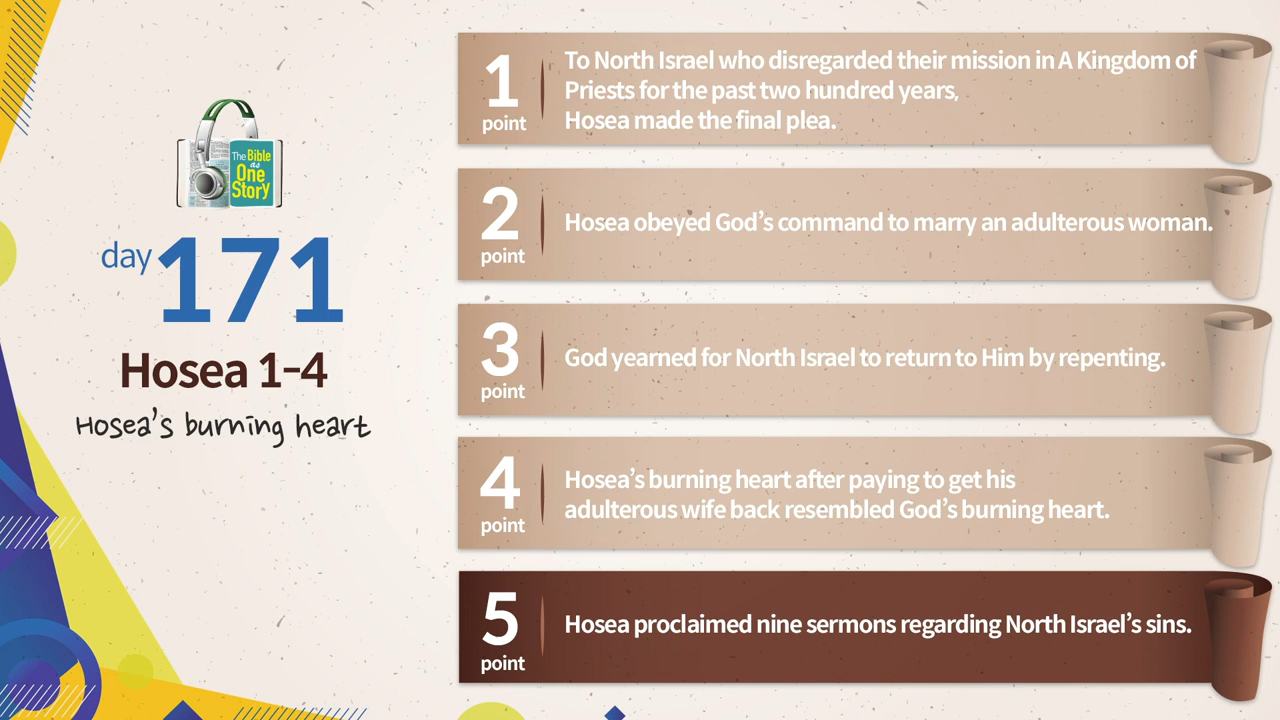 The Bible
as
One
Story
day 171
Hosea 1-4
Hosea's burning heart
1
point
To North Israel who disregarded their mission in A Kingdom of
Priests for the past two hundred years,
Hosea made the final plea.
2
point
Hosea obeyed God's command to marry an adulterous woman.
3
point
God yearned for North Israel to return to Him by repenting.
4
point
Hosea's burning heart after paying to get his
adulterous wife back resembled God's burning heart.
5
point
Hosea proclaimed nine sermons regarding North Israel's sins.